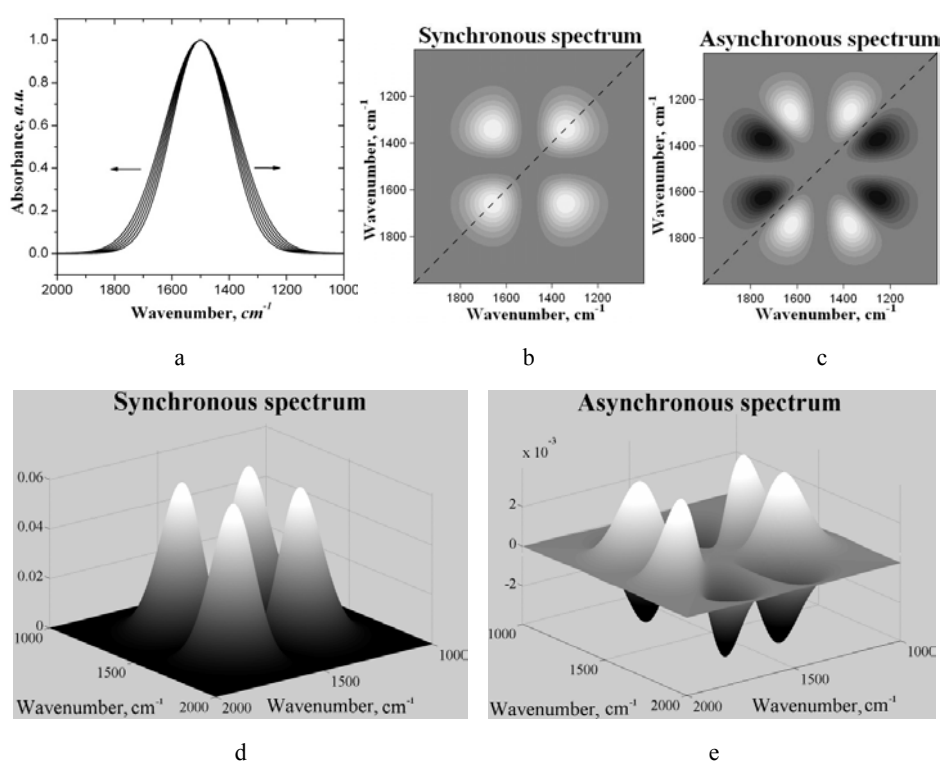 1.0
0.8
0.6
0.4
0.2
0.0
Absorbance, a.u.
2000 1800 1600 1400 1200 1000
Wavenumber, cm-1
a
Synchronous spectrum
1200
1400
1600
1800
Wavenumber, cm-1
1800 1600 1400 1200
Wavenumber, cm-1
b
Asynchronous spectrum
1200
1400
1600
1800
Wavenumber, cm-1
1800 1600 1400 1200
Wavenumber, cm-1
c
Synchronous spectrum
0.06
0.04
0.02
0
1000
1500
2000
Wavenumber, cm-1
2000
1500
1000
Wavenumber, cm-1
d
Asynchronous spectrum
x 10-3
2
0
-2
1000
1500
2000
Wavenumber, cm-1
2000
1500
1000
Wavenumber, cm-1
e